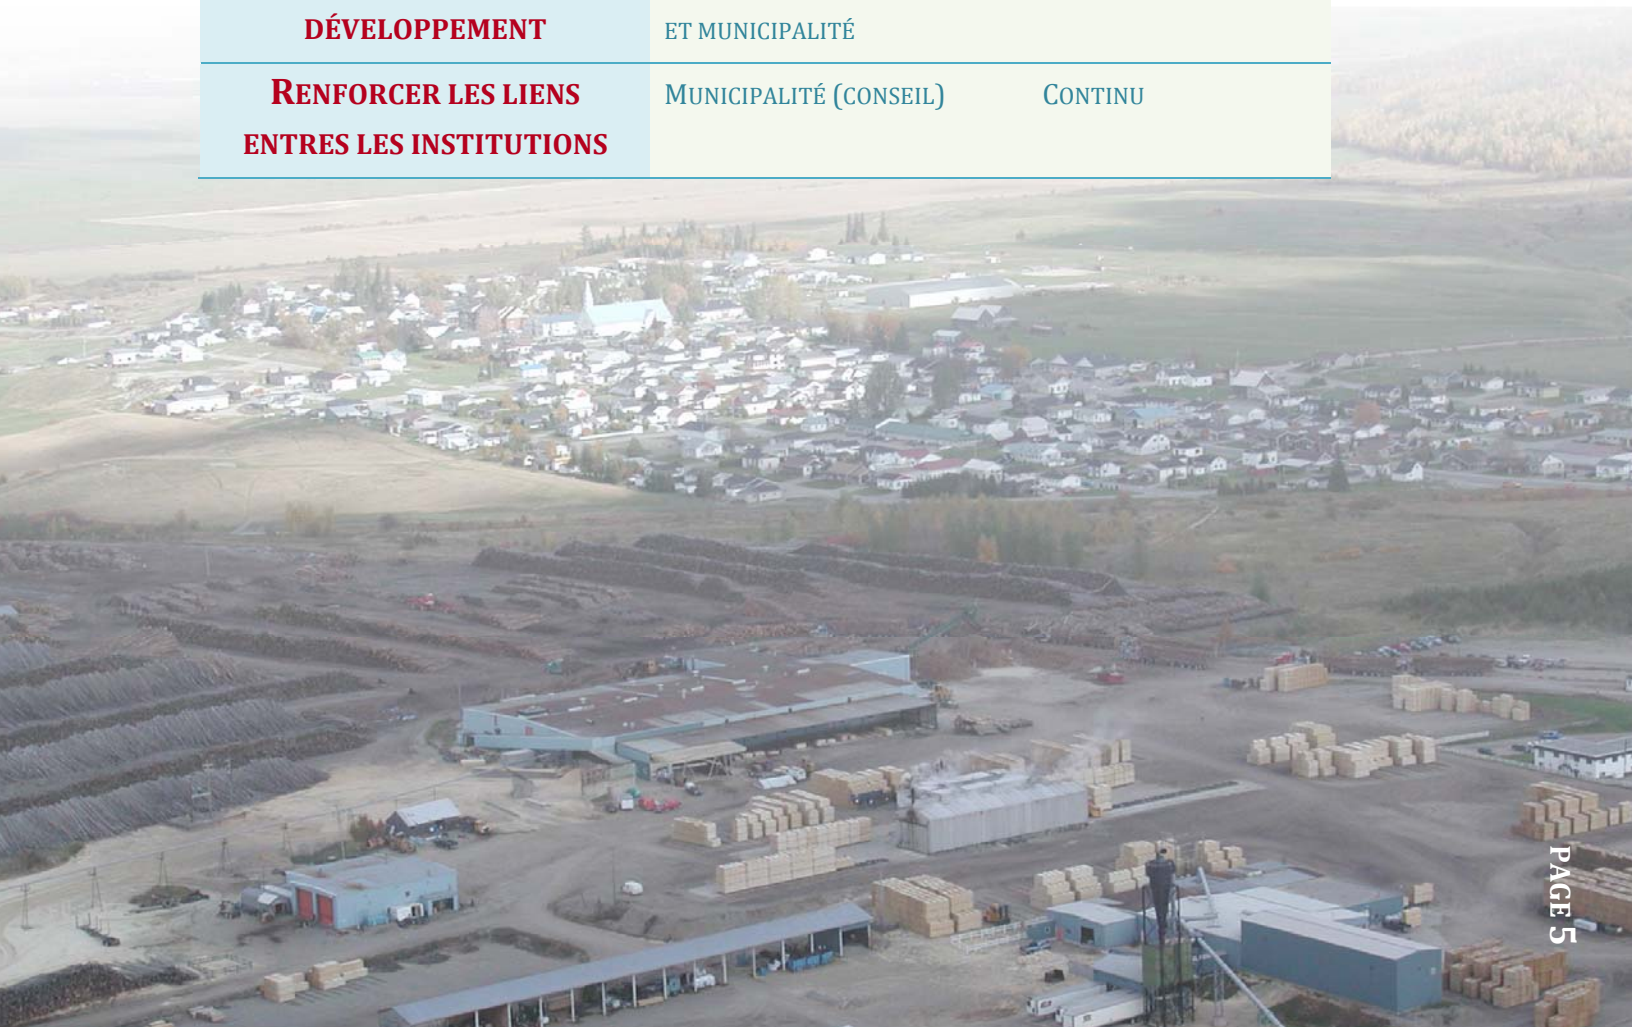 DÉVELOPPEMENT ET MUNICIPALITÉ
RENFORCER LES LIENS MUNICIPALITÉ (CONSEIL) CONTINU
ENTRES LES INSTITUTIONS
PAGE 5